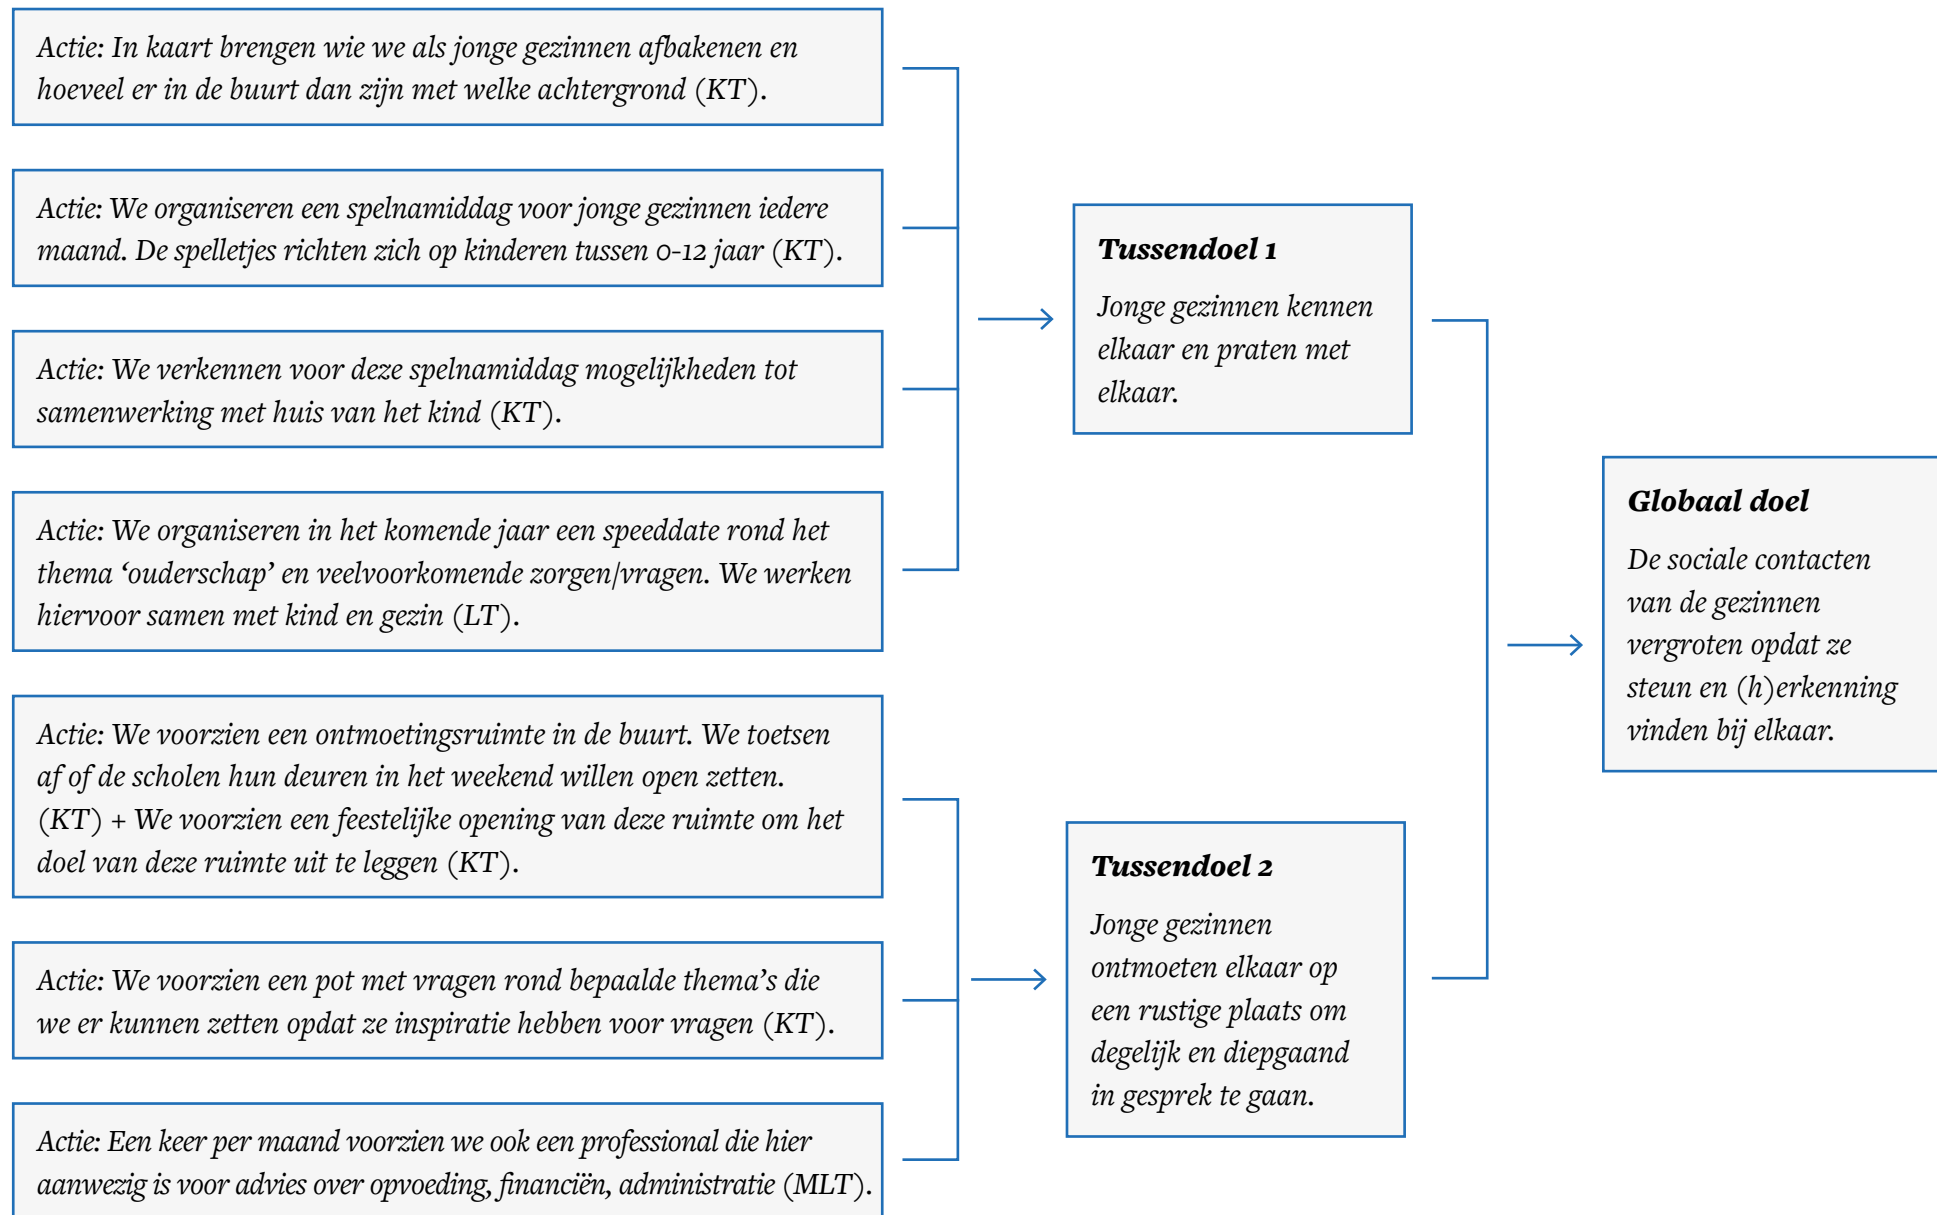 Actie: In kaart brengen wie we als jonge gezinnen afbakenen en
hoeveel er in de buurt dan zijn met welke achtergrond (KT).
Actie: We organiseren een spelnamiddag voor jonge gezinnen iedere
maand. De spelletjes richten zich op kinderen tussen 0-12 jaar (KT).
Actie: We verkennen voor deze spelnamiddag mogelijkheden tot
samenwerking met huis van het kind (KT).
Actie: We organiseren in het komende jaar een speeddate rond het
thema ‘ouderschap’ en veelvoorkomende zorgen/vragen. We werken
hiervoor samen met kind en gezin (LT).
Tussendoel 1
Jonge gezinnen kennen
elkaar en praten met
elkaar.
Actie: We voorzien een ontmoetingsruimte in de buurt. We toetsen
af of de scholen hun deuren in het weekend willen open zetten.
(KT) + We voorzien een feestelijke opening van deze ruimte om het
doel van deze ruimte uit te leggen (KT).
Actie: We voorzien een pot met vragen rond bepaalde thema’s die
we er kunnen zetten opdat ze inspiratie hebben voor vragen (KT).
Actie: Een keer per maand voorzien we ook een professional die hier
aanwezig is voor advies over opvoeding, financiën, administratie (MLT).
Tussendoel 2
Jonge gezinnen
ontmoeten elkaar op
een rustige plaats om
degelijk en diepgaand
in gesprek te gaan.
Globaal doel
De sociale contacten
van de gezinnen
vergroten opdat ze
steun en (h)erkenning
vinden bij elkaar.